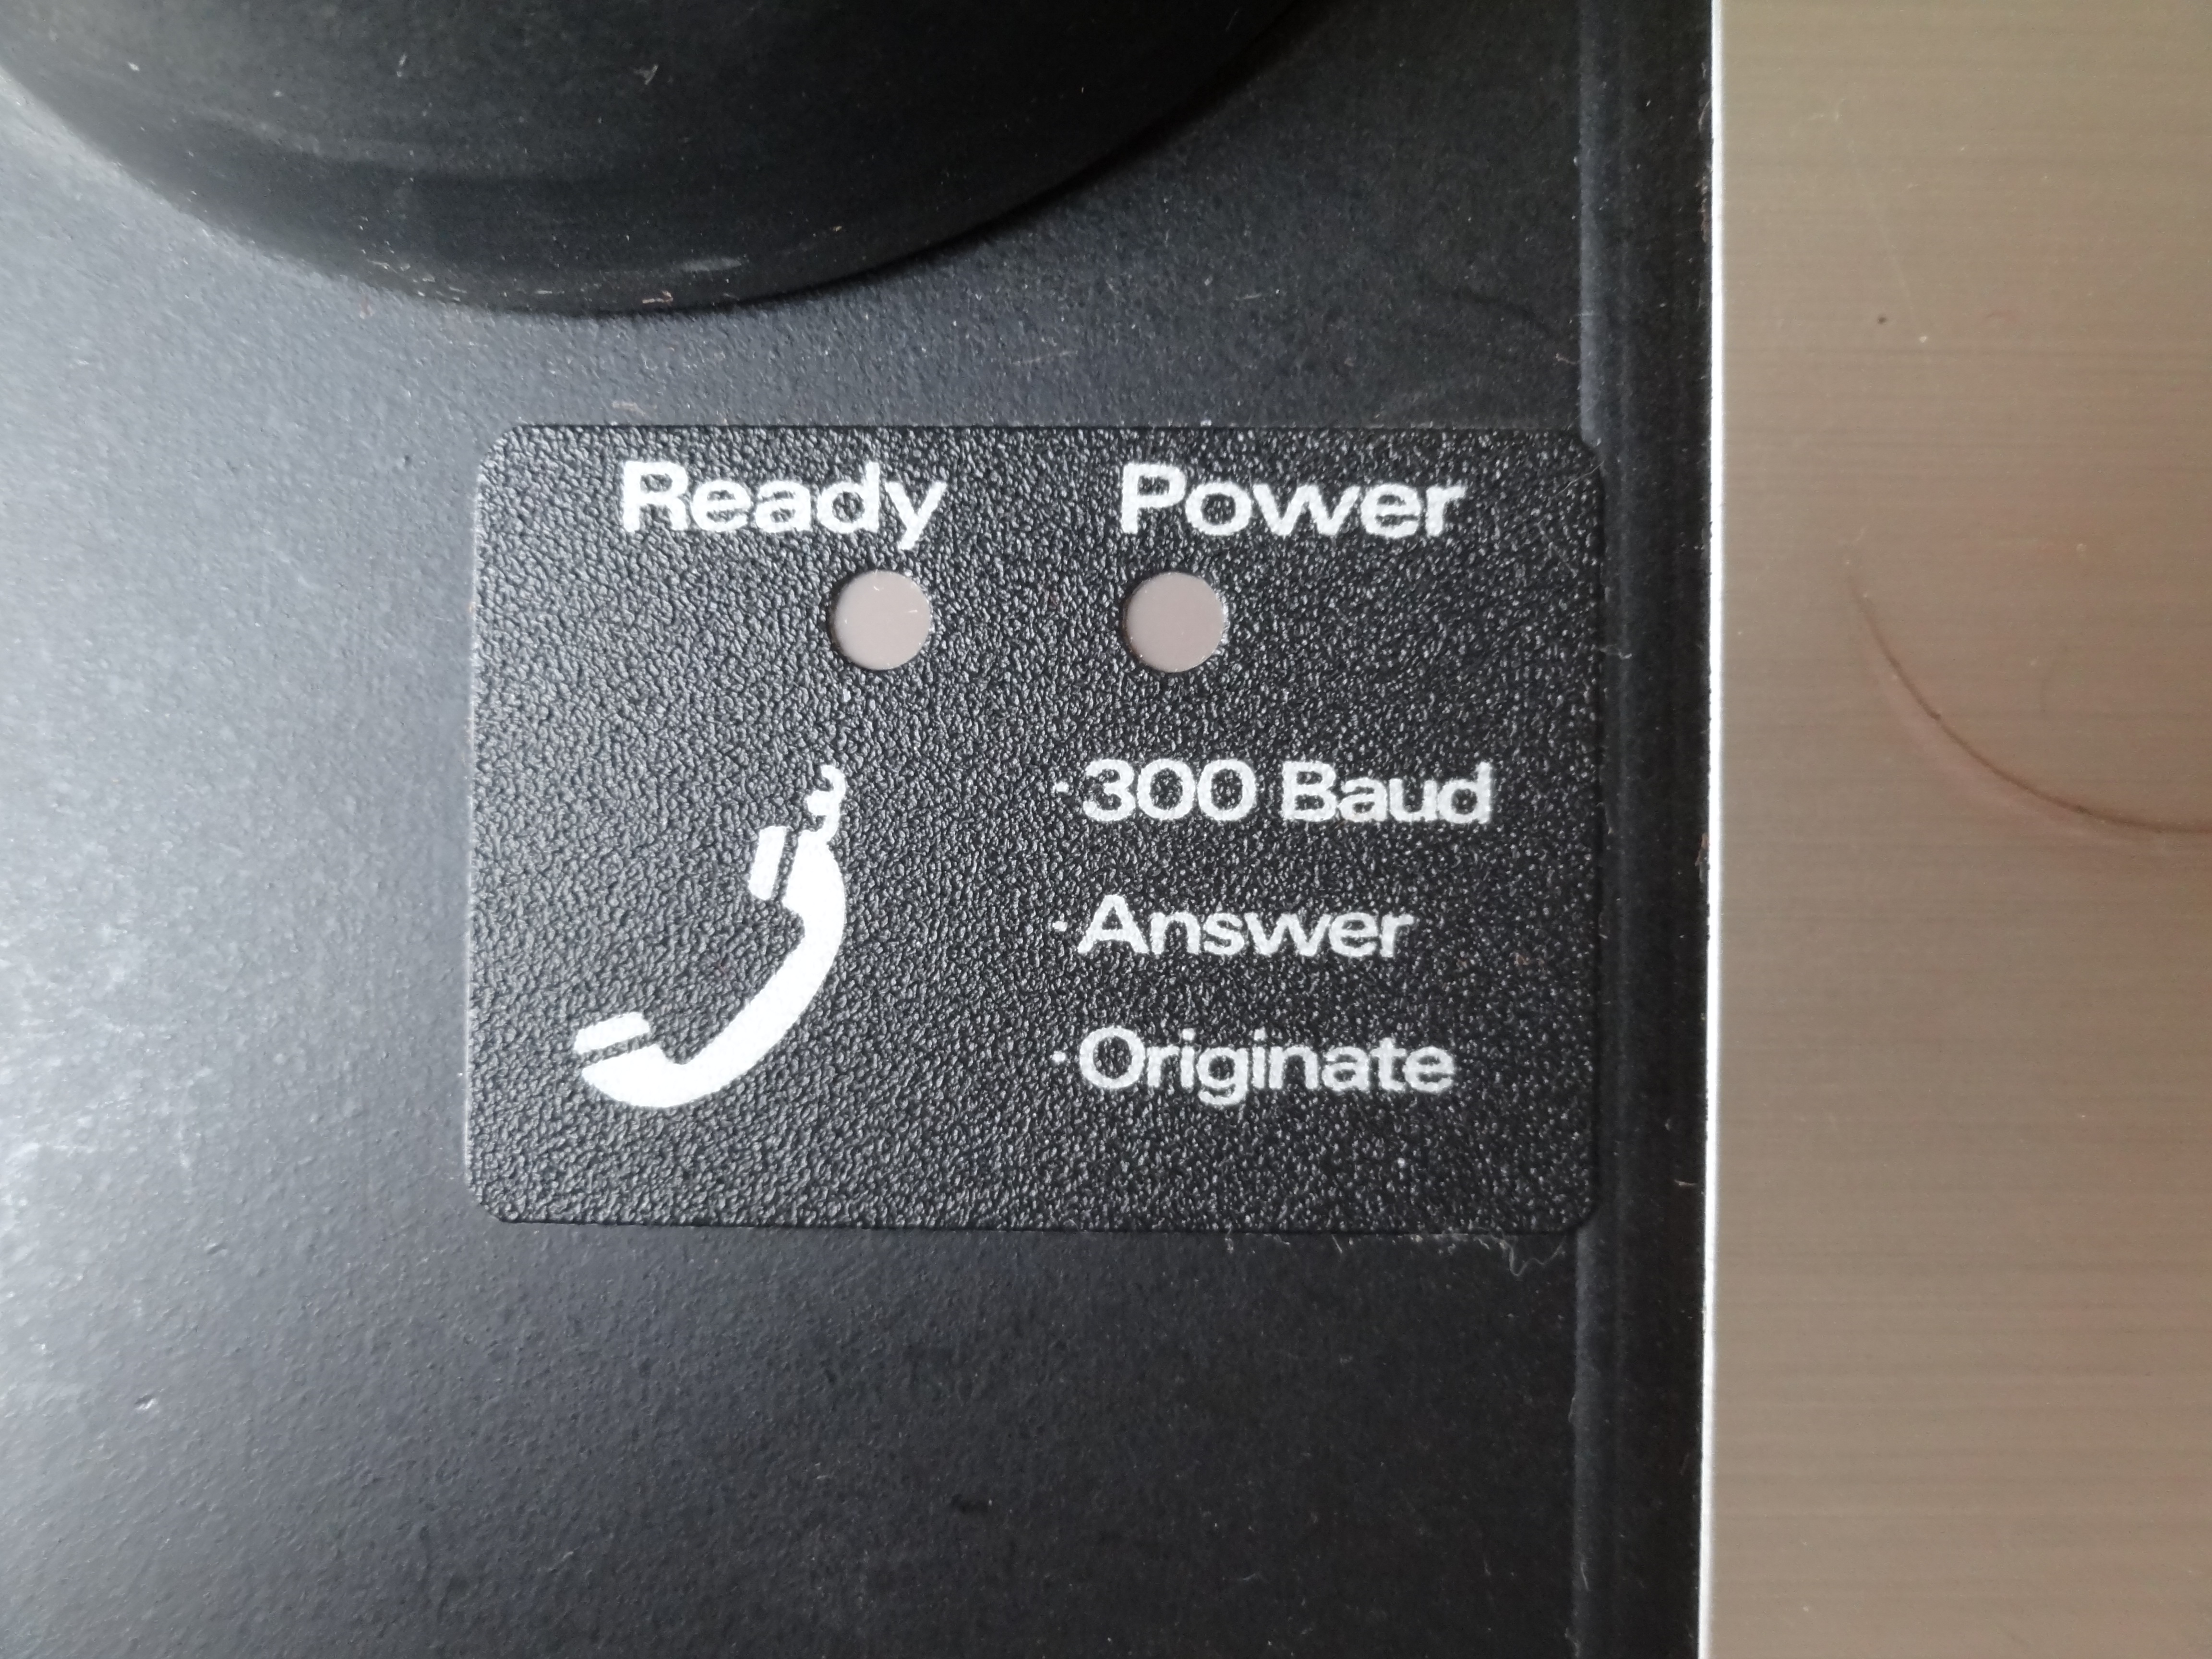 Ready Power
·300 Baud
·Answer
·Originate